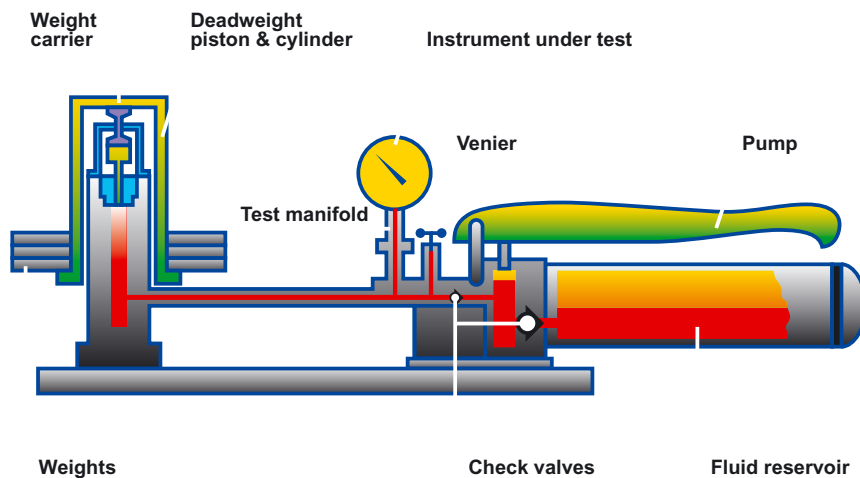 Weight
carrier
Deadweight
piston & cylinder
Instrument under test
Venier
Pump
Test manifold
Weights
Check valves
Fluid reservoir